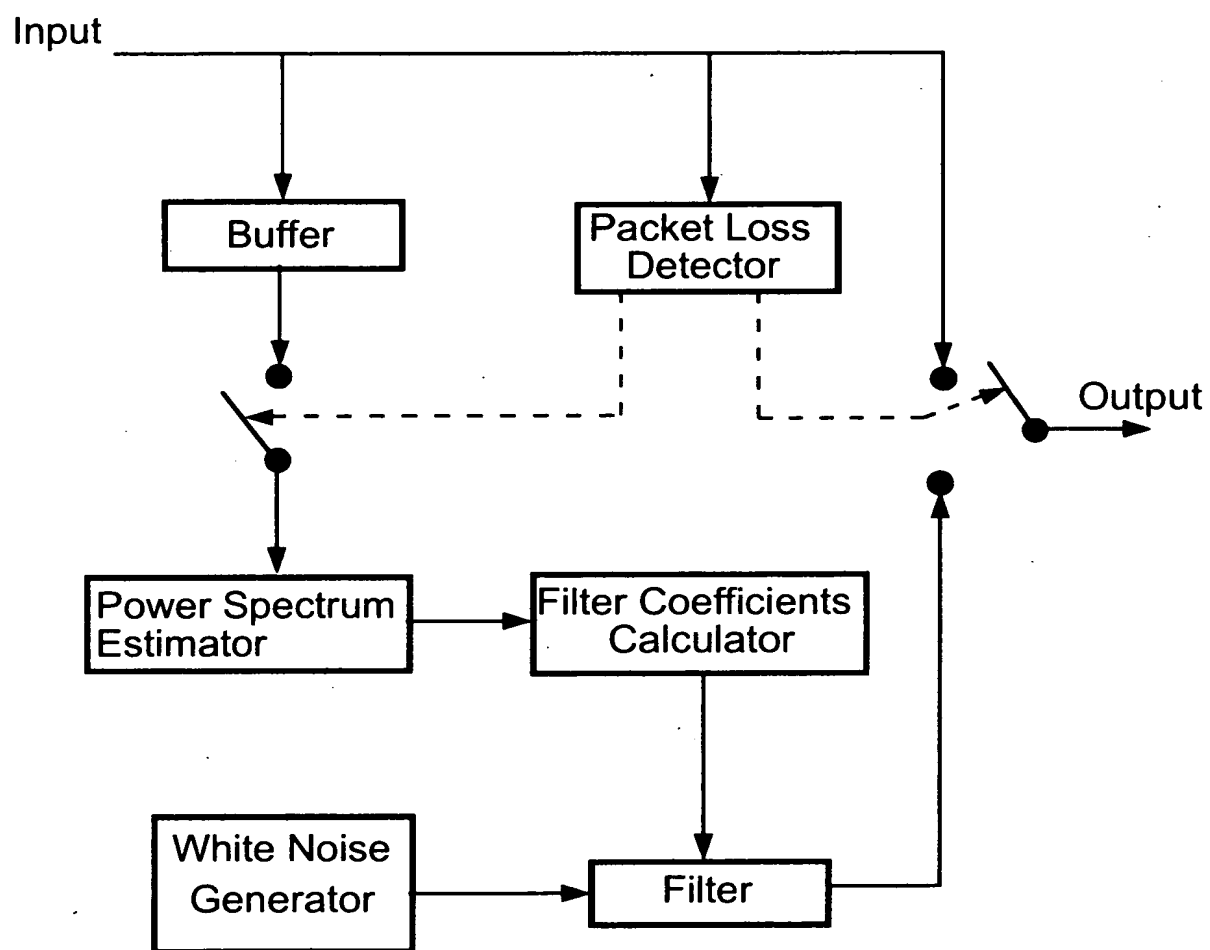 Input
Buffer
Packet Loss
Detector
Output
Power Spectrum
Estimator
Filter Coefficients
Calculator
White Noise
Generator
Filter